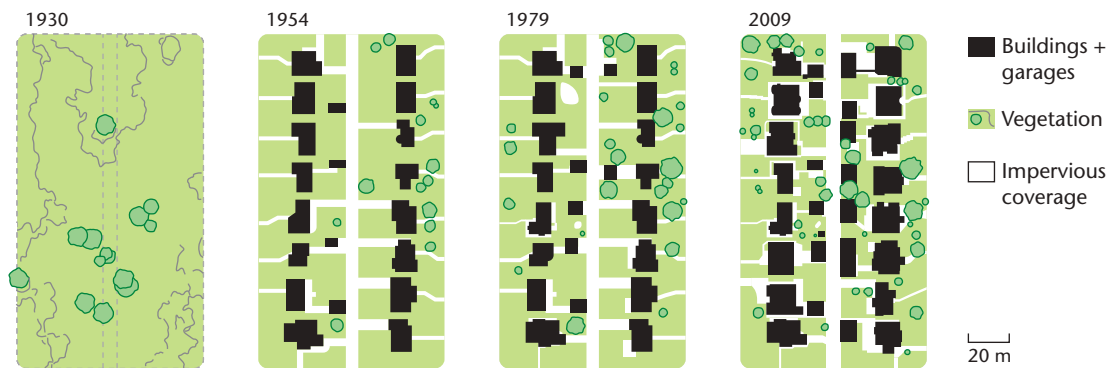 1930
1954
1979
2009
Buildings +
garages
Vegetation
Impervious
coverage
20 m